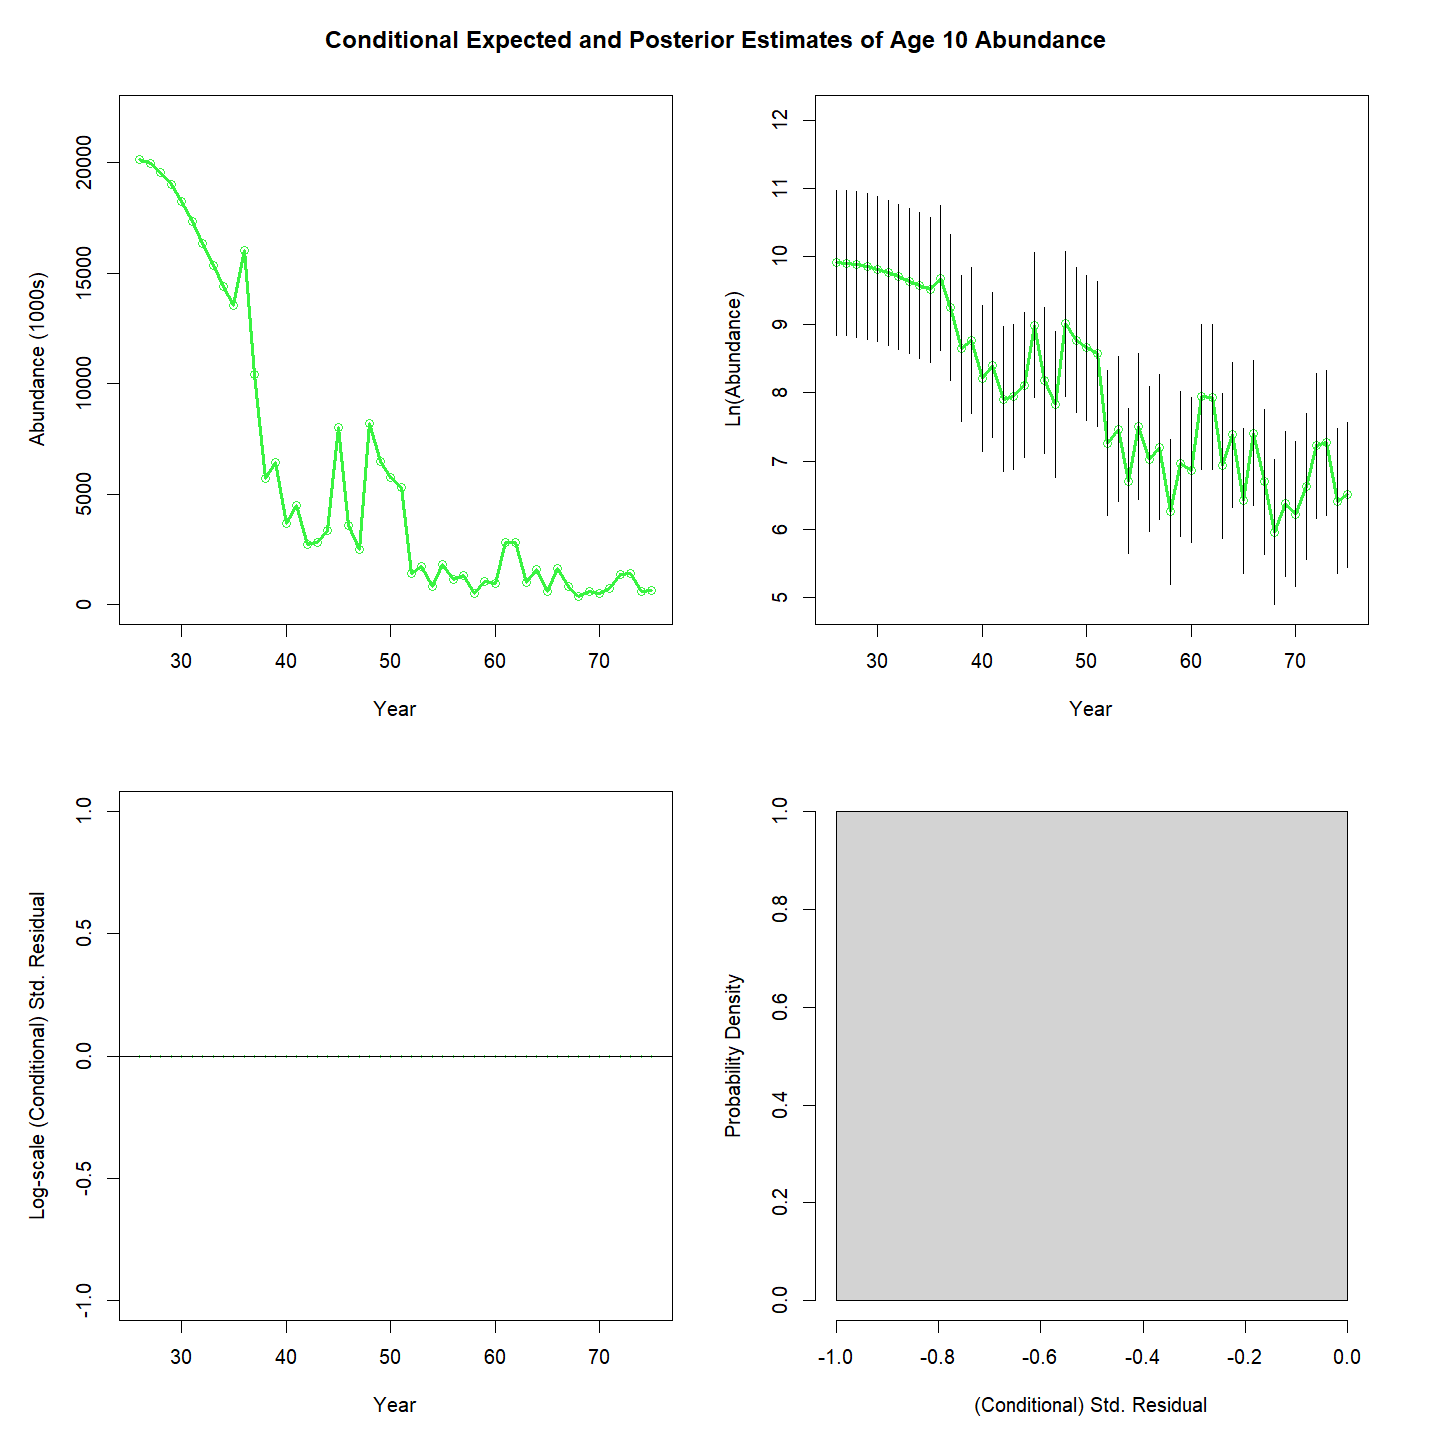 Conditional Expected and Posterior Estimates of Age 10 Abundance
Abundance (1000s)
20000
15000
10000
5000
0
30 40 50 60 70
Year
Ln(Abundance)
12
11
10
9
8
7
6
5
30 40 50 60 70
Year
Log-scale (Conditional) Std. Residual
1.0
0.5
0.0
-0.5
-1.0
30 40 50 60 70
Year
Probability Density
1.0
0.8
0.6
0.4
0.2
0.0
-1.0 -0.8 -0.6 -0.4 -0.2 0.0
(Conditional) Std. Residual